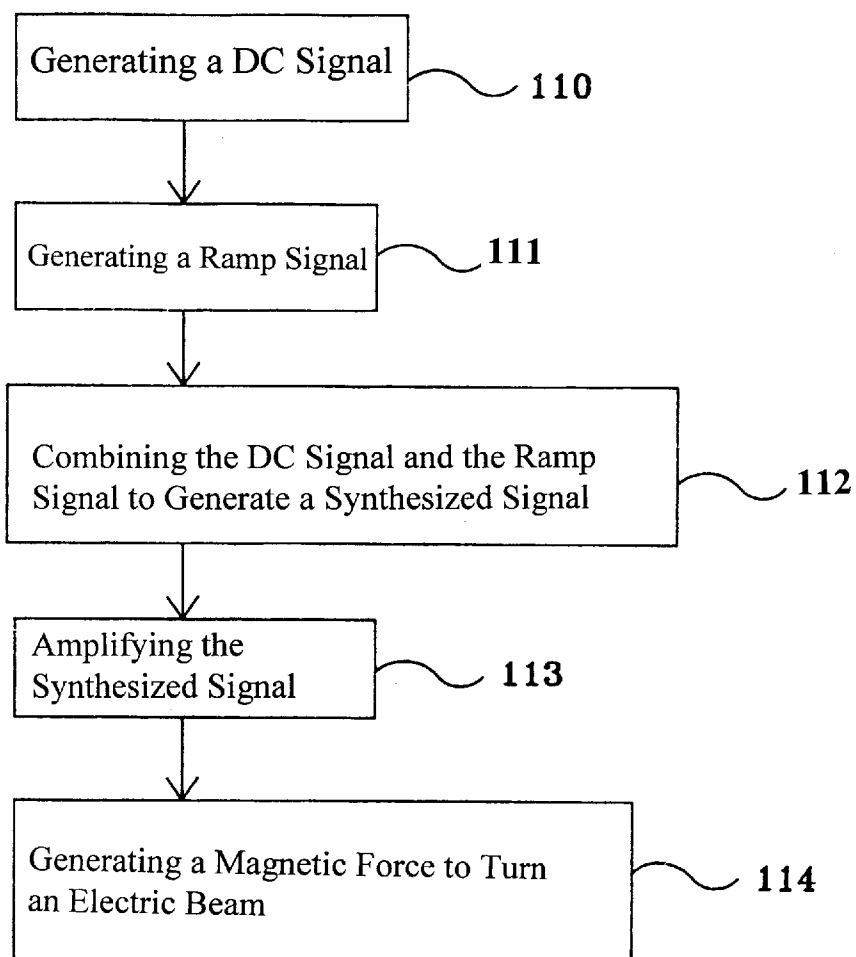 Generating a DC Signal
110
Generating a Ramp Signal
111
Combining the DC Signal and the Ramp
Signal to Generate a Synthesized Signal
112
Amplifying the
Synthesized Signal
113
Generating a Magnetic Force to Turn
an Electric Beam
114